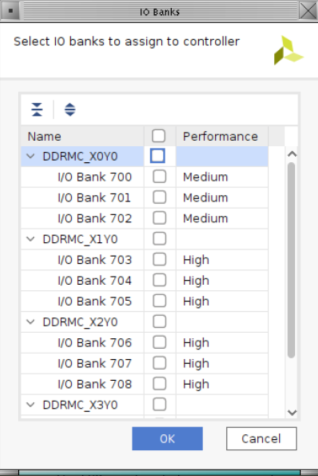 IO Banks
Select IO banks to assign to controller
Name Performance
DDRMC_X0Y0
I/O Bank 700 Medium
I/O Bank 701 Medium
I/O Bank 702 Medium
DDRMC_X1Y0
I/O Bank 703 High
I/O Bank 704 High
I/O Bank 705 High
DDRMC_X2Y0
I/O Bank 706 High
I/O Bank 707 High
I/O Bank 708 High
DDRMC_X3Y0
OK Cancel